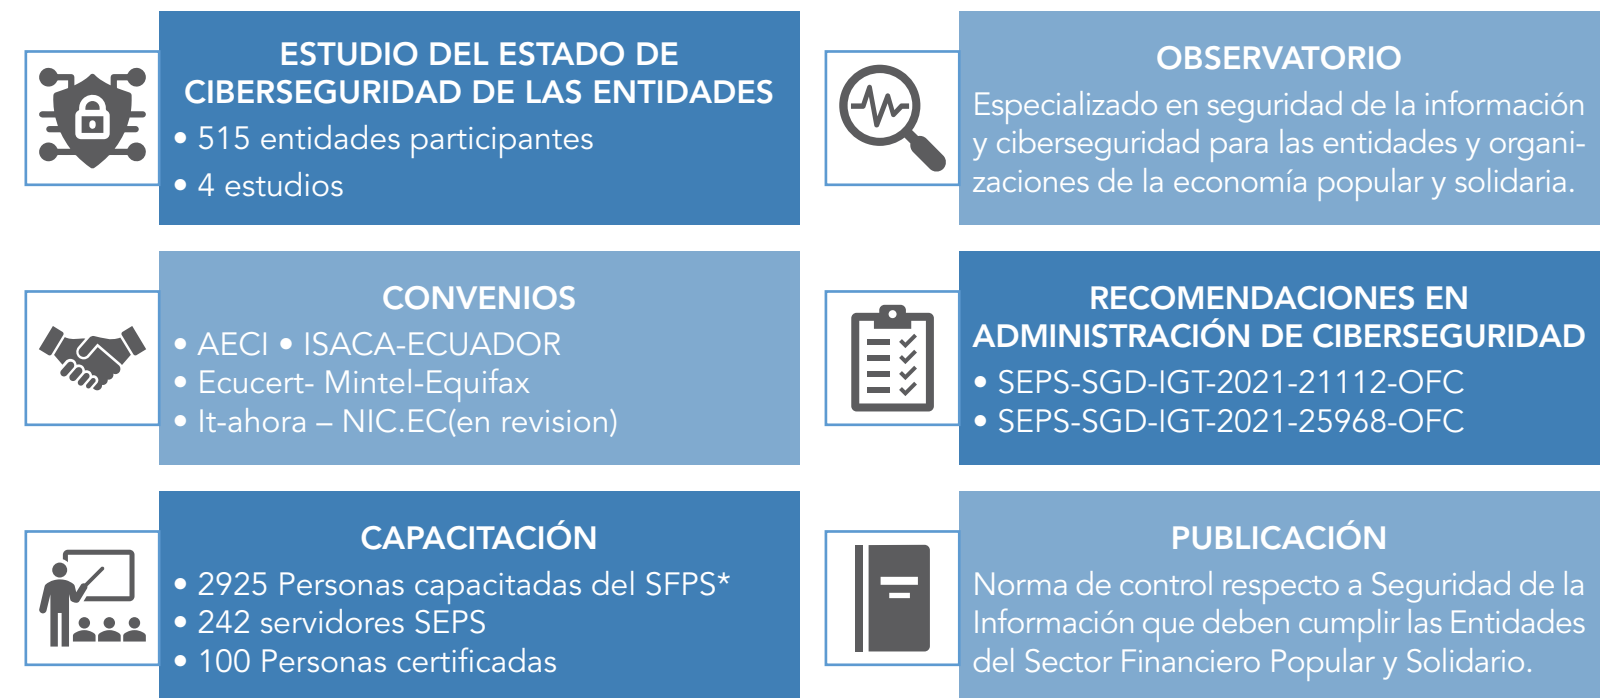 ESTUDIO DEL ESTADO DE
CIBERSEGURIDAD DE LAS ENTIDADES
• 515 entidades participantes
• 4 estudios
OBSERVATORIO
Especializado en seguridad de la información
y ciberseguridad para las entidades y organi-
zaciones de la economía popular y solidaria.
CONVENIOS
• AECI • ISACA-ECUADOR
• Ecucert- Mintel-Equifax
• It-ahora – NIC.EC(en revision)
RECOMENDACIONES EN
ADMINISTRACIÓN DE CIBERSEGURIDAD
• SEPS-SGD-IGT-2021-21112-OFC
• SEPS-SGD-IGT-2021-25968-OFC
CAPACITACIÓN
• 2925 Personas capacitadas del SFPS*
• 242 servidores SEPS
• 100 Personas certificadas
PUBLICACIÓN
Norma de control respecto a Seguridad de la
Información que deben cumplir las Entidades
del Sector Financiero Popular y Solidario.